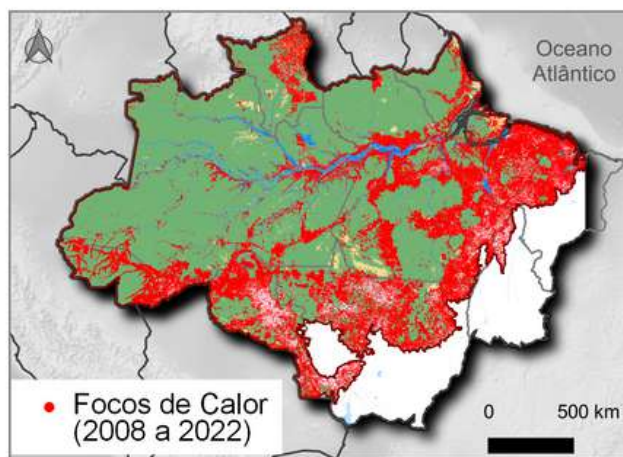 Oceano
Atlântico
Focos de Calor
(2008 a 2022)
0 500 km